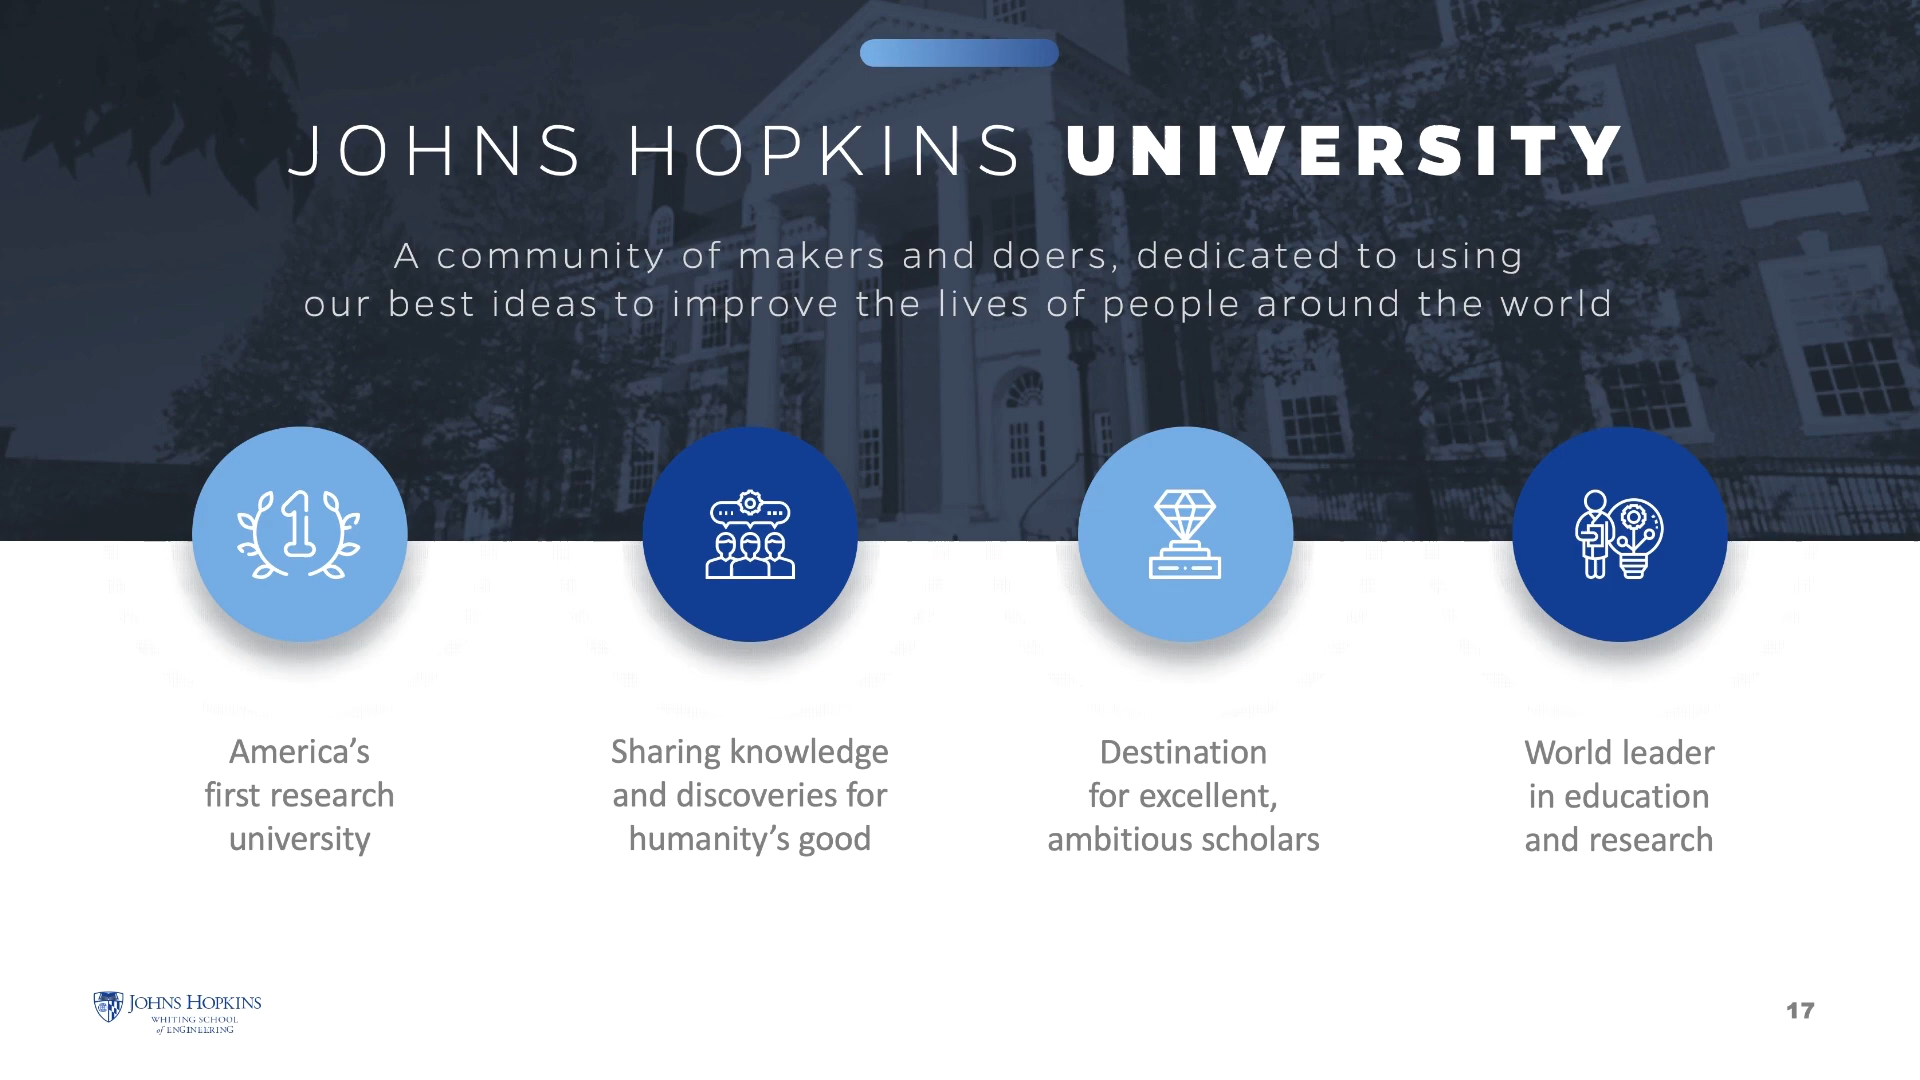 JOHNS HOPKINS UNIVERSITY
A community of makers and doers, dedicated to using
our best ideas to improve the lives of people around the world
1
America’s
first research
university
Sharing knowledge
and discoveries for
humanity’s good
Destination
for excellent,
ambitious scholars
World leader
in education
and research
JOHNS HOPKINS
WHITING SCHOOL
of ENGINEERING
17